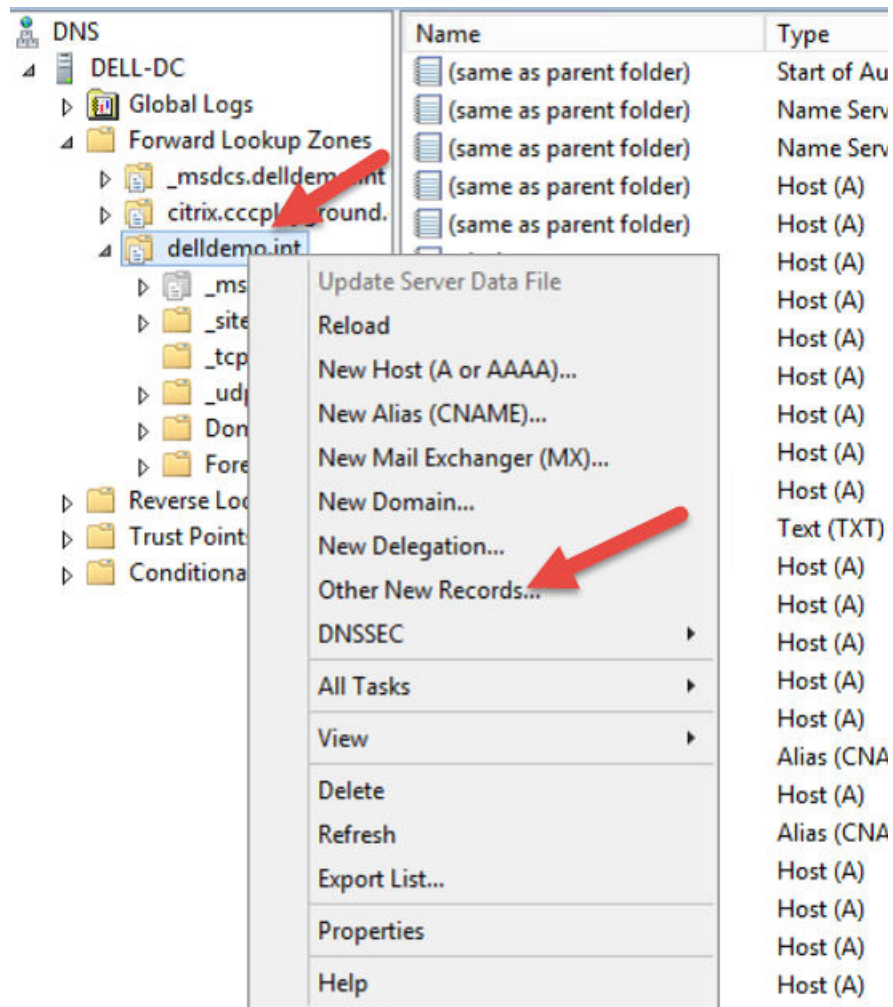 DNS
DELL-DC
Global Logs
Forward Lookup Zones
_msdcs.delldem
nt
citrix.cccpl
ground.
delldemo.int
_ms
_site
_tcp
_ud
Don
Fore
Reverse Loo
Trust Point
Conditiona
Update Server Data File
Reload
New Host (A or AAAA)...
New Alias (CNAME)...
New Mail Exchanger (MX)...
New Domain...
New Delegation...
Other New Records...
DNSSEC
All Tasks
View
Delete
Refresh
Export List...
Properties
Help
Name Type
(same as parent folder) Start of Au
(same as parent folder) Name Serv
(same as parent folder) Name Serv
(same as parent folder) Host (A)
(same as parent folder) Host (A)
Host (A)
Host (A)
Host (A)
Host (A)
Host (A)
Host (A)
Host (A)
Text (TXT)
Host (A)
Host (A)
Host (A)
Host (A)
Host (A)
Alias (CNA
Host (A)
Alias (CNA
Host (A)
Host (A)
Host (A)
Host (A)